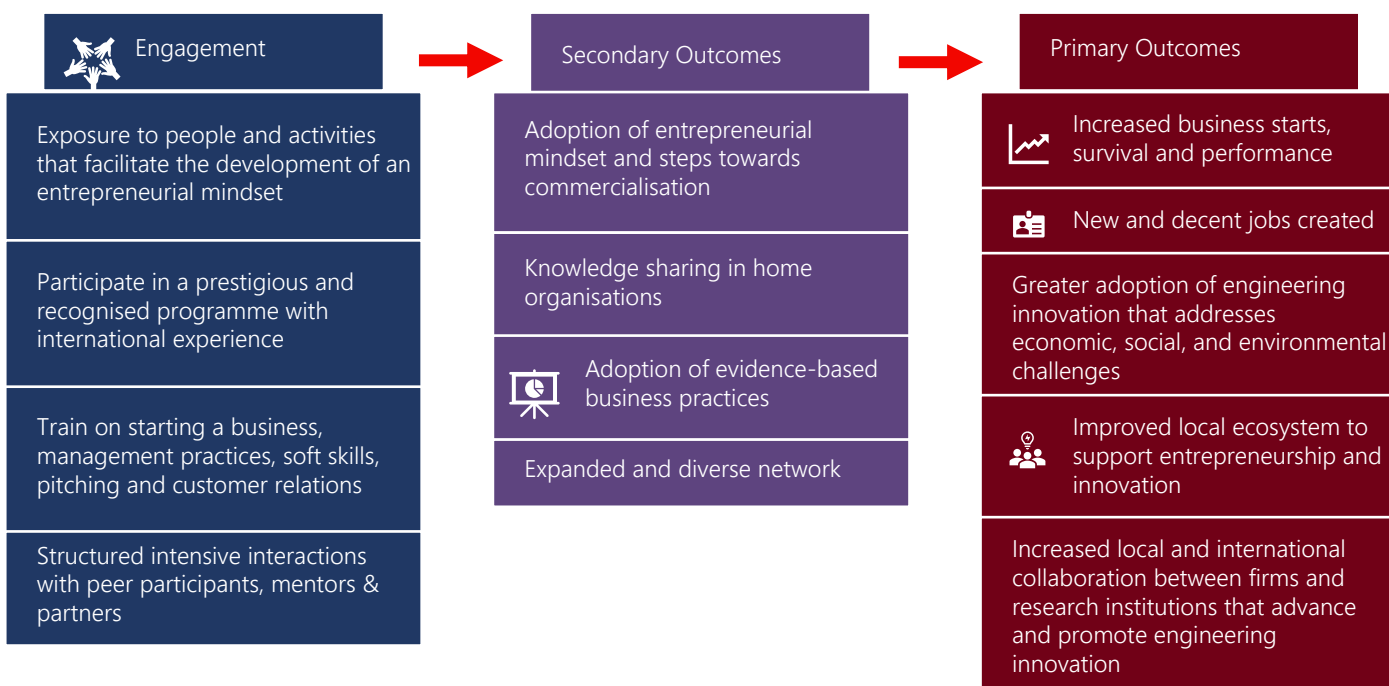 Engagement
Exposure to people and activities
that facilitate the development of an
entrepreneurial mindset
Participate in a prestigious and
recognised programme with
international experience
Train on starting a business,
management practices, soft skills,
pitching and customer relations
Structured intensive interactions
with peer participants, mentors &
partners
Secondary Outcomes
Adoption of entrepreneurial
mindset and steps towards
commercialisation
Knowledge sharing in home
organisations
Adoption of evidence-based
business practices
Expanded and diverse network
Primary Outcomes
Increased business starts,
survival and performance
New and decent jobs created
Greater adoption of engineering
innovation that addresses
economic, social, and environmental
challenges
Improved local ecosystem to
support entrepreneurship and
innovation
Increased local and international
collaboration between firms and
research institutions that advance
and promote engineering
innovation